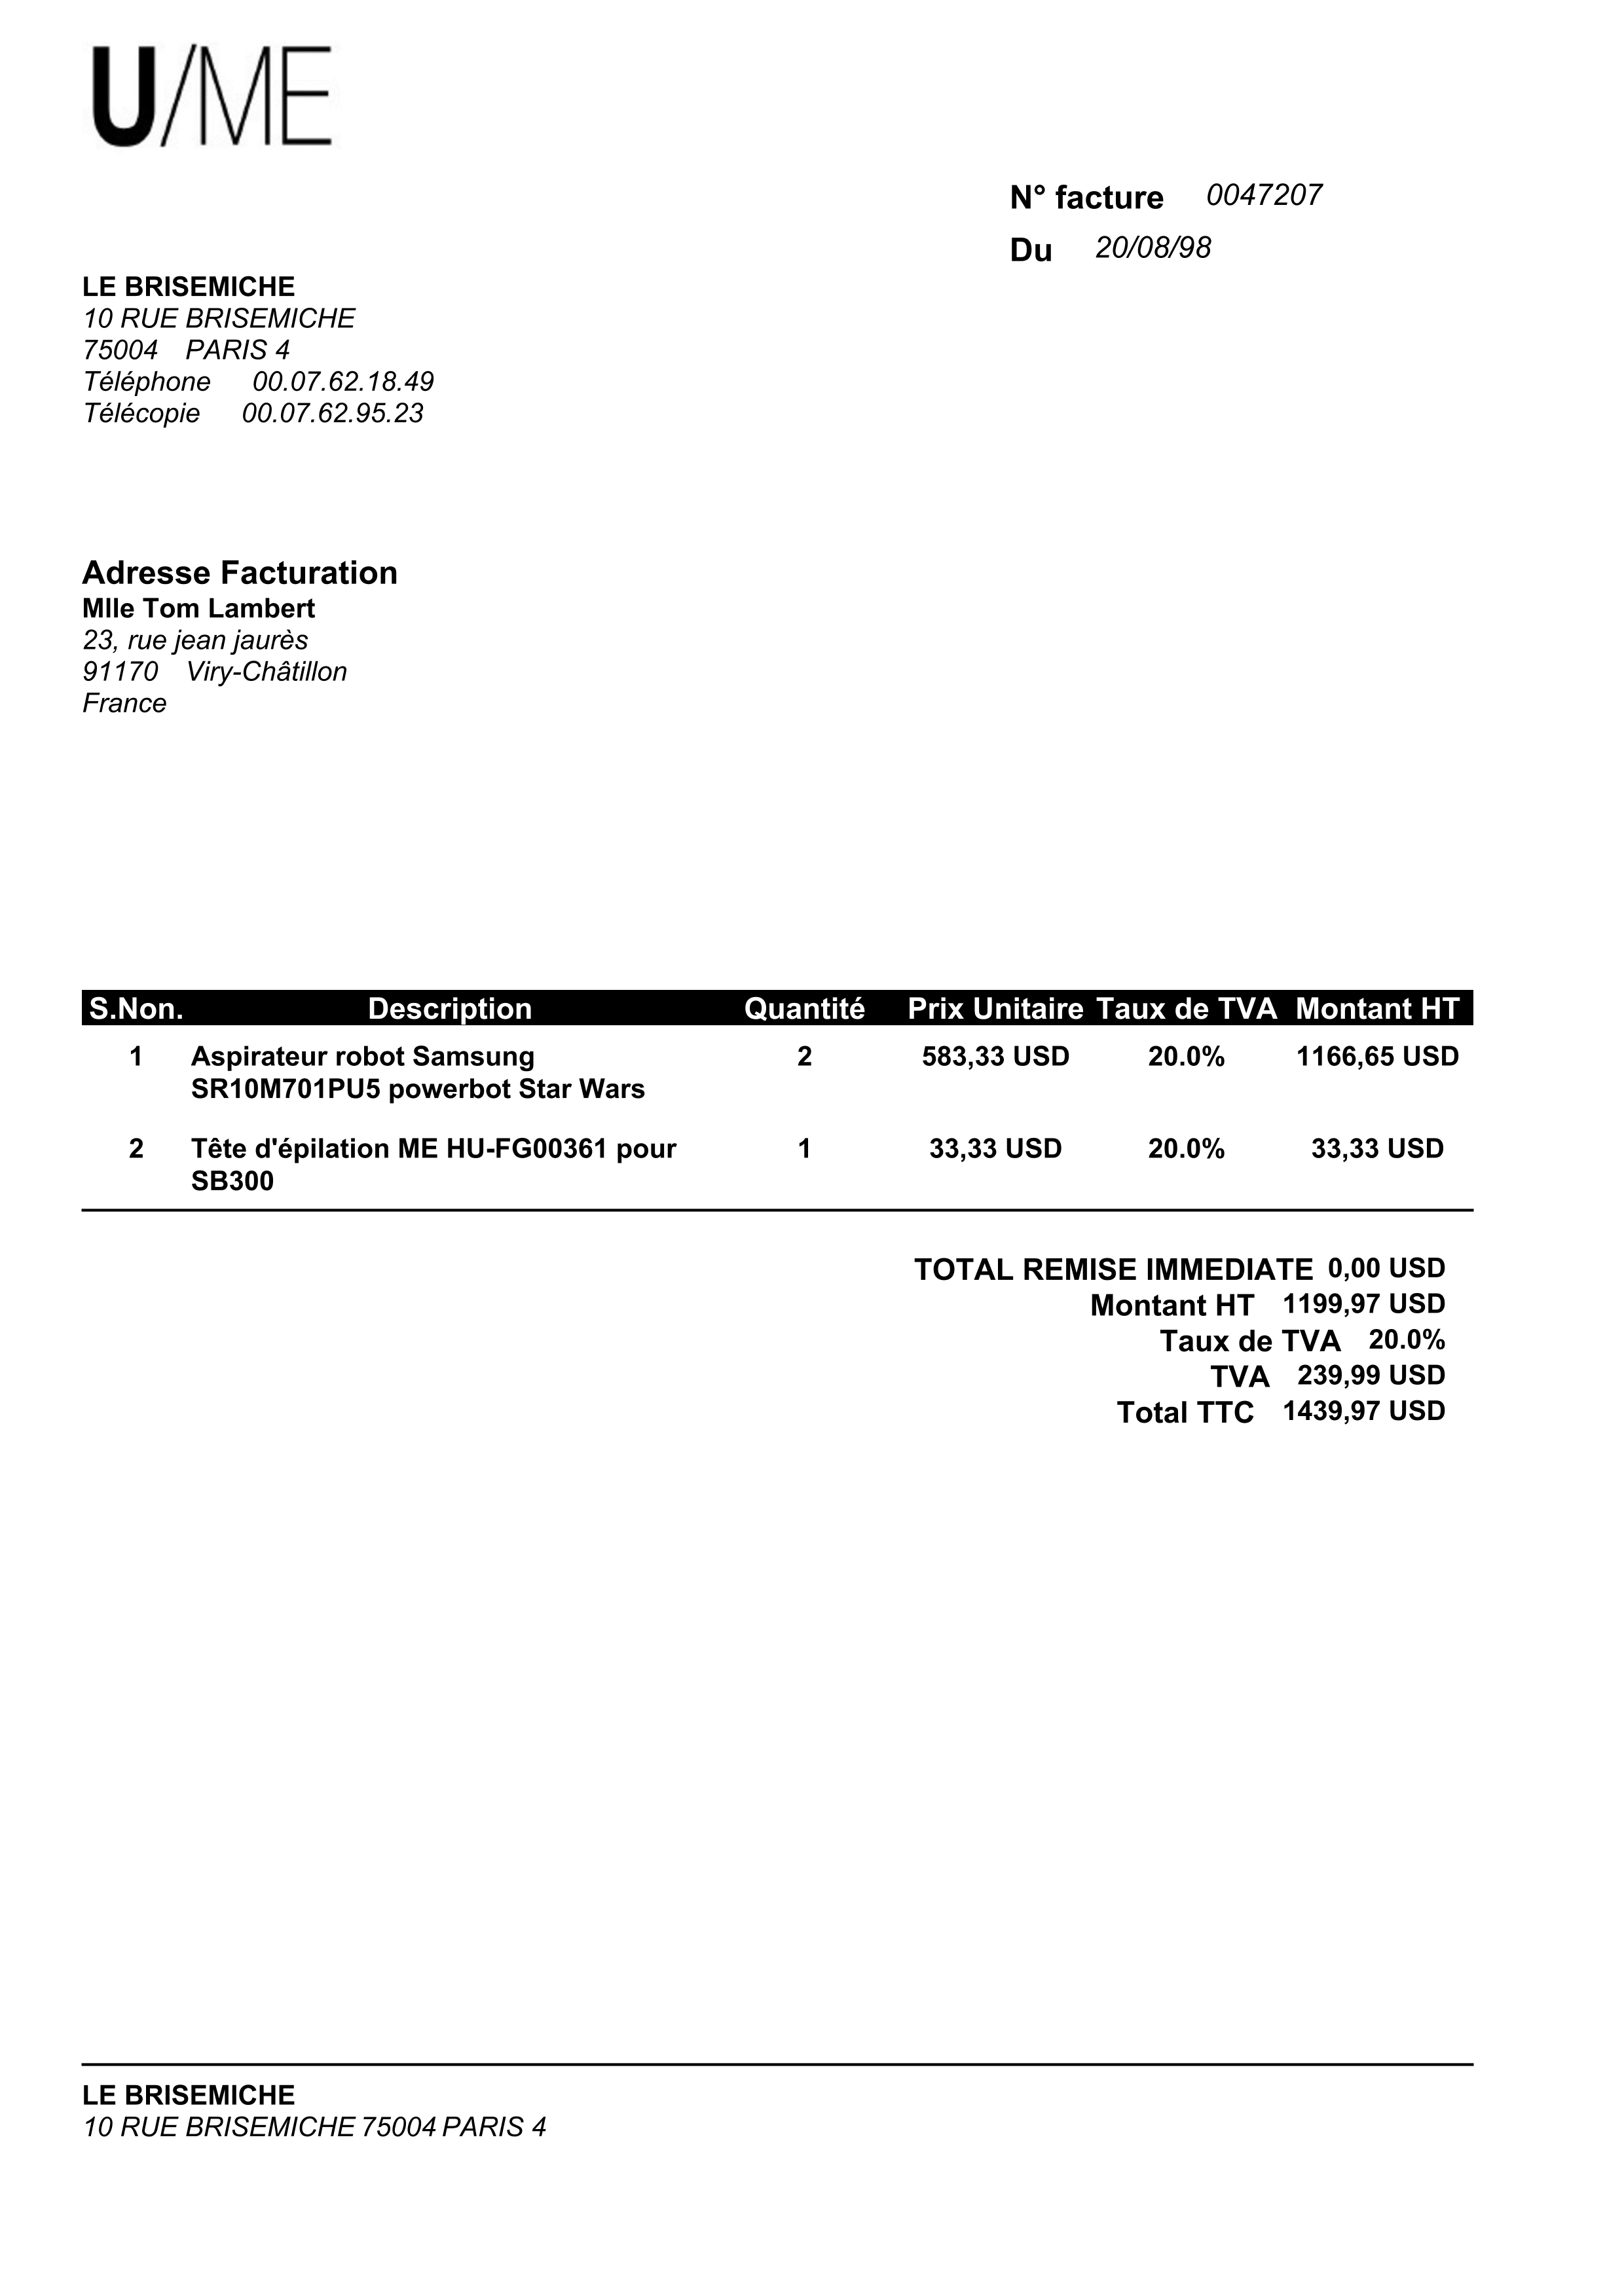 U/ME
N° facture 0047207
Du 20/08/98
LE BRISEMICHE
10 RUE BRISEMICHE
75004 PARIS 4
Téléphone 00.07.62.18.49
Télécopie 00.07.62.95.23
Adresse Facturation
Mlle Tom Lambert
23, rue jean jaurès
91170 Viry-Châtillon
France
S.Non. Description Quantité Prix Unitaire Taux de TVA Montant HT
1 Aspirateur robot Samsung 2 583,33 USD 20.0% 1166,65 USD
SR10M701PU5 powerbot Star Wars
2 Tête d'épilation ME HU-FG00361 pour 1 33,33 USD 20.0% 33,33 USD
SB300
TOTAL REMISE IMMEDIATE 0,00 USD
Montant HT 1199,97 USD
Taux de TVA 20.0%
TVA 239,99 USD
Total TTC 1439,97 USD
LE BRISEMICHE
10 RUE BRISEMICHE 75004 PARIS 4